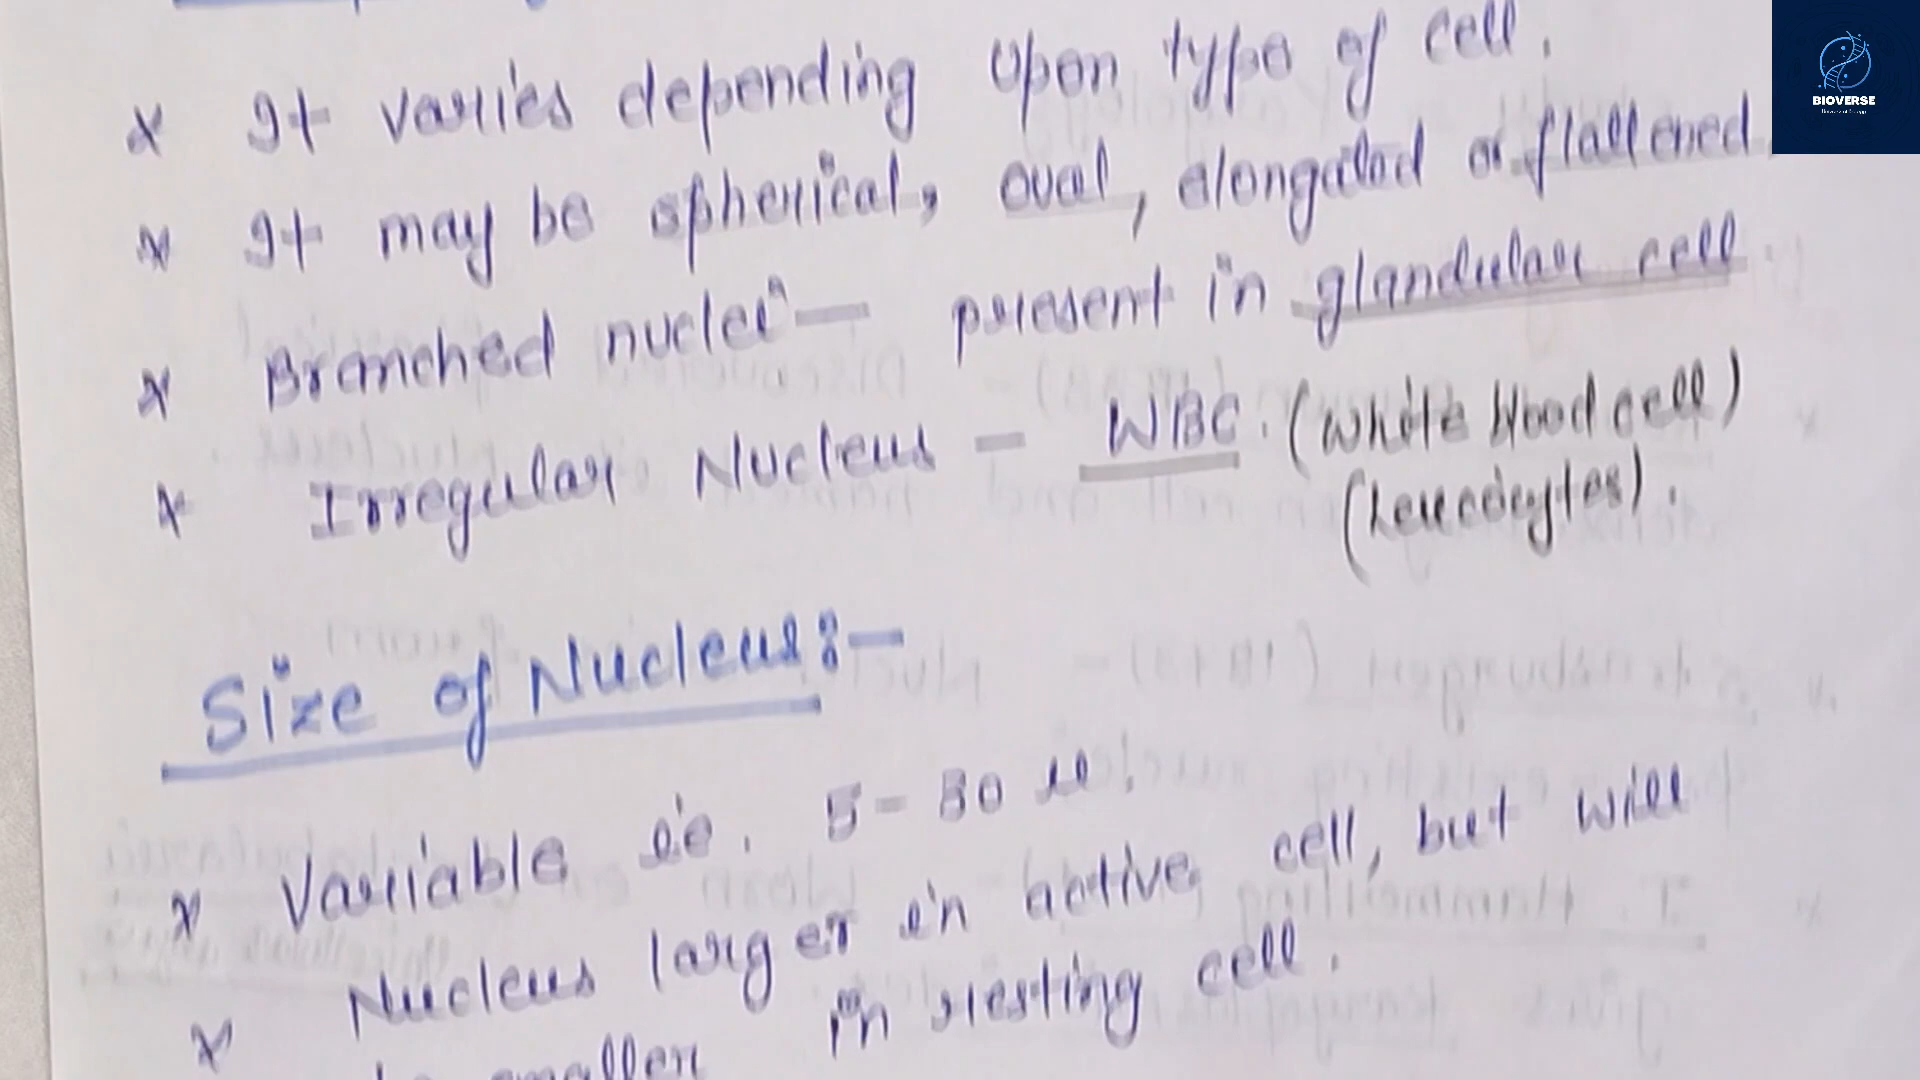 It varies depending upon type of cell.
It may be spherical, oval, elongated or flattened.
Branched nuclei — present in glandular cell.
Irregular Nucleus — WBC. (White blood cell)
(Leucocytes).
Size of Nucleus:-
Variable i.e. 5-30 µ.
Nucleus larger in active cell, but will
be smaller in resting cell.
BIOVERSE